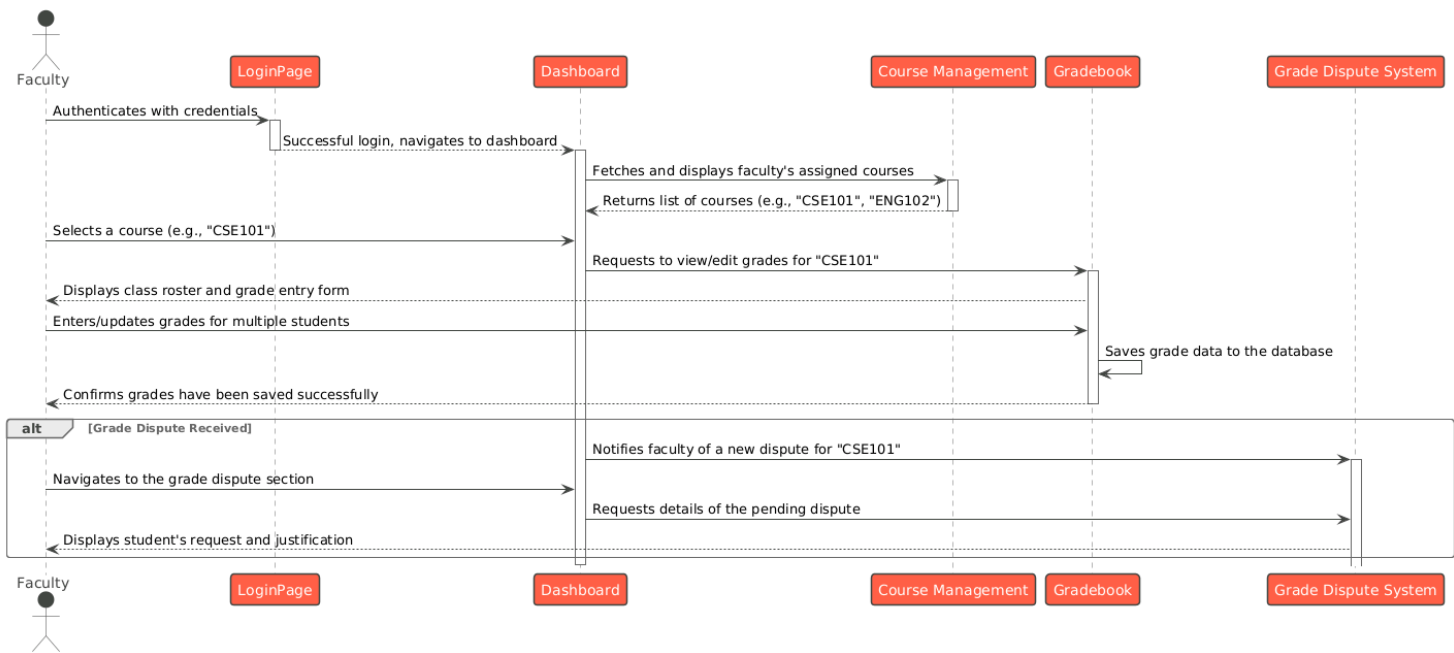 Faculty
LoginPage
Dashboard
Course Management
Gradebook
Grade Dispute System
Authenticates with credentials
Successful login, navigates to dashboard
Fetches and displays faculty's assigned courses
Returns list of courses (e.g., "CSE101", "ENG102")
Selects a course (e.g., "CSE101")
Requests to view/edit grades for "CSE101"
Displays class roster and grade entry form
Enters/updates grades for multiple students
Saves grade data to the database
Confirms grades have been saved successfully
alt [Grade Dispute Received]
Notifies faculty of a new dispute for "CSE101"
Navigates to the grade dispute section
Requests details of the pending dispute
Displays student's request and justification
Faculty
LoginPage
Dashboard
Course Management
Gradebook
Grade Dispute System